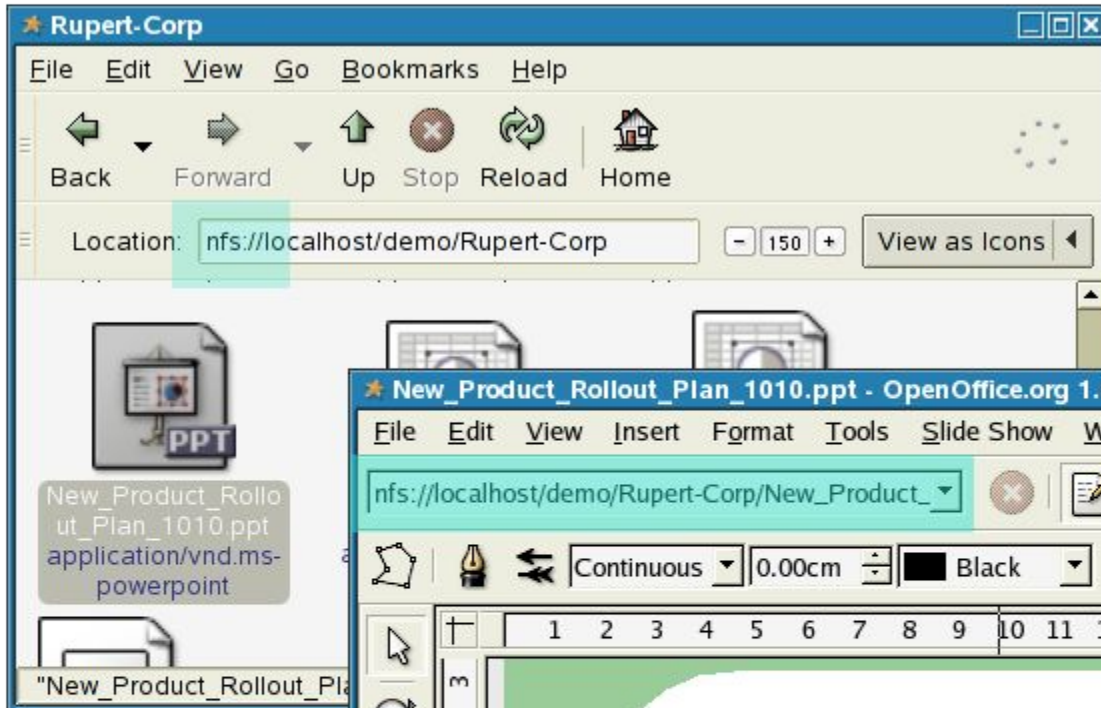 Rupert-Corp
File Edit View Go Bookmarks Help
Back Forward Up Stop Reload Home
Location: nfs://localhost/demo/Rupert-Corp - 150 + View as Icons
PPT
New_Product_Rollo
ut_Plan_1010.ppt
application/vnd.ms-
powerpoint
"New_Product_Rollout_Pla
New_Product_Rollout_Plan_1010.ppt - OpenOffice.org 1.
File Edit View Insert Format Tools Slide Show W
nfs://localhost/demo/Rupert-Corp/New_Product_
Continuous 0.00cm Black
1 2 3 4 5 6 7 8 9 10 11
3